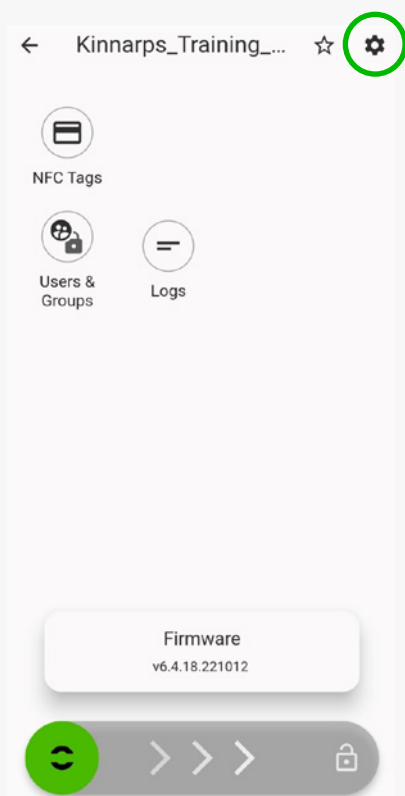 Kinnarps_Training_...
NFC Tags
Users &
Groups
Logs
Firmware
v6.4.18.221012